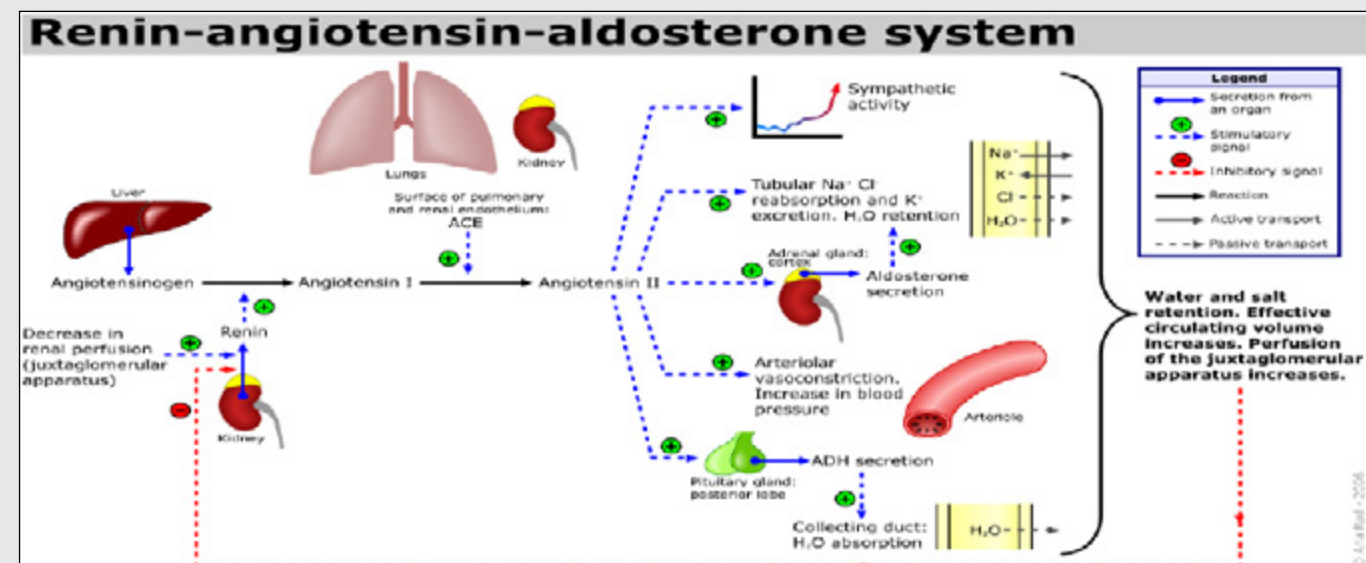 Renin-angiotensin-aldosterone system
Liver
Lungs
Kidney
Surface of pulmonary
and renal endothelium:
ACE
Angiotensinogen
Angiotensin I
Angiotensin II
Decrease in
renal perfusion
(juxtaglomerular
apparatus)
Renin
Kidney
Sympathetic
activity
Tubular Na⁺ Cl⁻
reabsorption and K⁺
excretion. H₂O retention
Adrenal gland:
cortex
Aldosterone
secretion
Arteriolar
vasoconstriction.
Increase in blood
pressure
Arteriole
Pituitary gland:
posterior lobe
ADH secretion
Collecting duct:
H₂O absorption
H₂O
Na⁺
K⁺
Cl⁻
H₂O
Legend
Secretion from
an organ
Stimulatory
signal
Inhibitory signal
Reaction
Active transport
Passive transport
Water and salt
retention. Effective
circulating volume
increases. Perfusion
of the juxtaglomerular
apparatus increases.
© Aria Rad - 2006